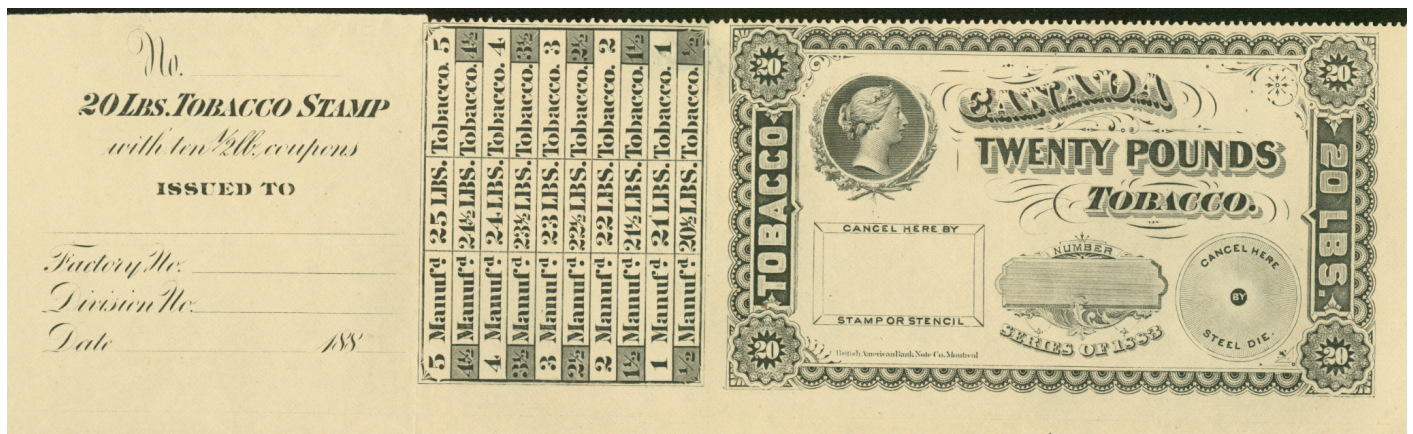 No.
20 LBS. TOBACCO STAMP
with ten ½ lb. coupons
ISSUED TO
Factory No.
Division No.
Date 188
5 Manuf'd: 25 LBS. Tobacco. 5
4½ Manuf'd: 24½ LBS. Tobacco. 4½
4 Manuf'd: 24 LBS. Tobacco. 4
3½ Manuf'd: 23½ LBS. Tobacco. 3½
3 Manuf'd: 23 LBS. Tobacco. 3
2½ Manuf'd: 22½ LBS. Tobacco. 2½
2 Manuf'd: 22 LBS. Tobacco. 2
1½ Manuf'd: 21½ LBS. Tobacco. 1½
1 Manuf'd: 21 LBS. Tobacco. 1
½ Manuf'd: 20½ LBS. Tobacco. ½
20
20
TOBACCO
CANADA
TWENTY POUNDS
TOBACCO.
20 LBS.
CANCEL HERE BY
STAMP OR STENCIL
NUMBER
SERIES OF 1883
CANCEL HERE
BY
STEEL DIE.
20
British American Bank Note Co. Montreal
20